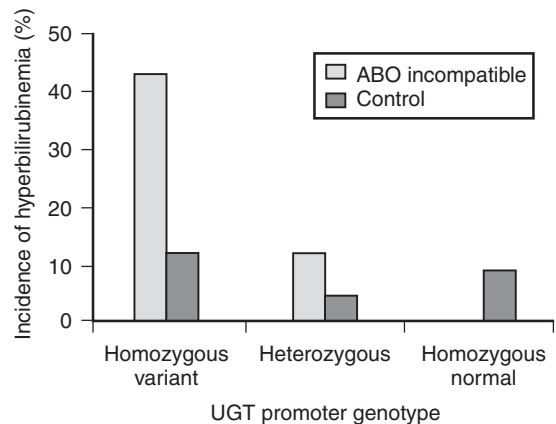 Incidence of hyperbilirubinemia (%)
50
40
30
20
10
0
ABO incompatible
Control
Homozygous
variant
Heterozygous
Homozygous
normal
UGT promoter genotype